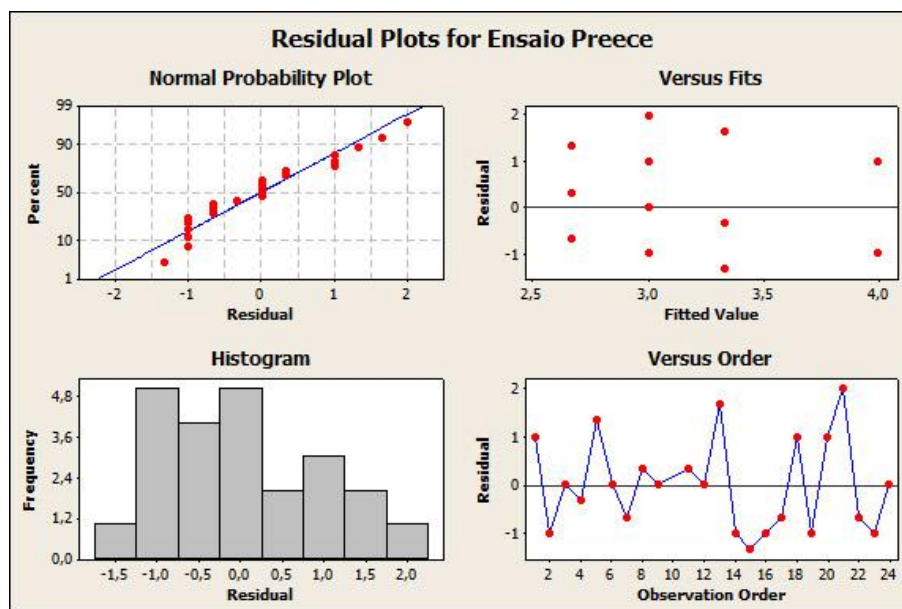 Residual Plots for Ensaio Preece
Normal Probability Plot
99
90
50
10
1
Percent
-2 -1 0 1 2
Residual
Versus Fits
2
1
0
-1
Residual
2,5 3,0 3,5 4,0
Fitted Value
Histogram
4,8
3,6
2,4
1,2
0,0
Frequency
-1,5 -1,0 -0,5 0,0 0,5 1,0 1,5 2,0
Residual
Versus Order
2
1
0
-1
Residual
2 4 6 8 10 12 14 16 18 20 22 24
Observation Order